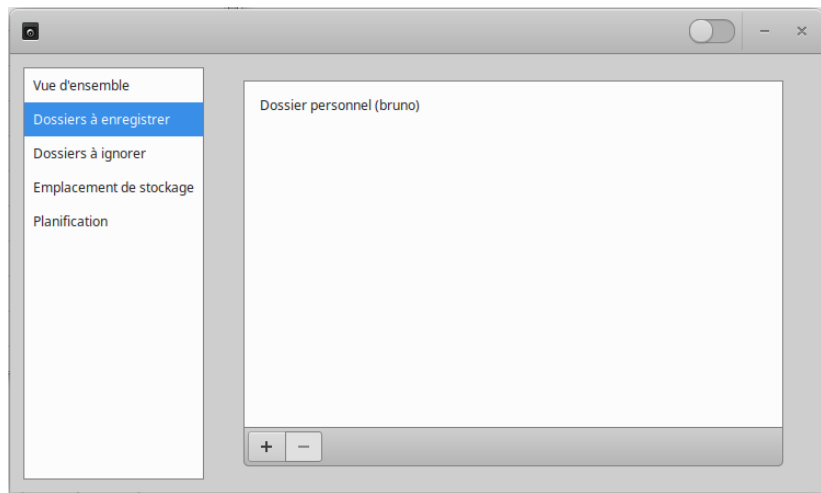 Vue d'ensemble
Dossiers à enregistrer
Dossiers à ignorer
Emplacement de stockage
Planification
Dossier personnel (bruno)